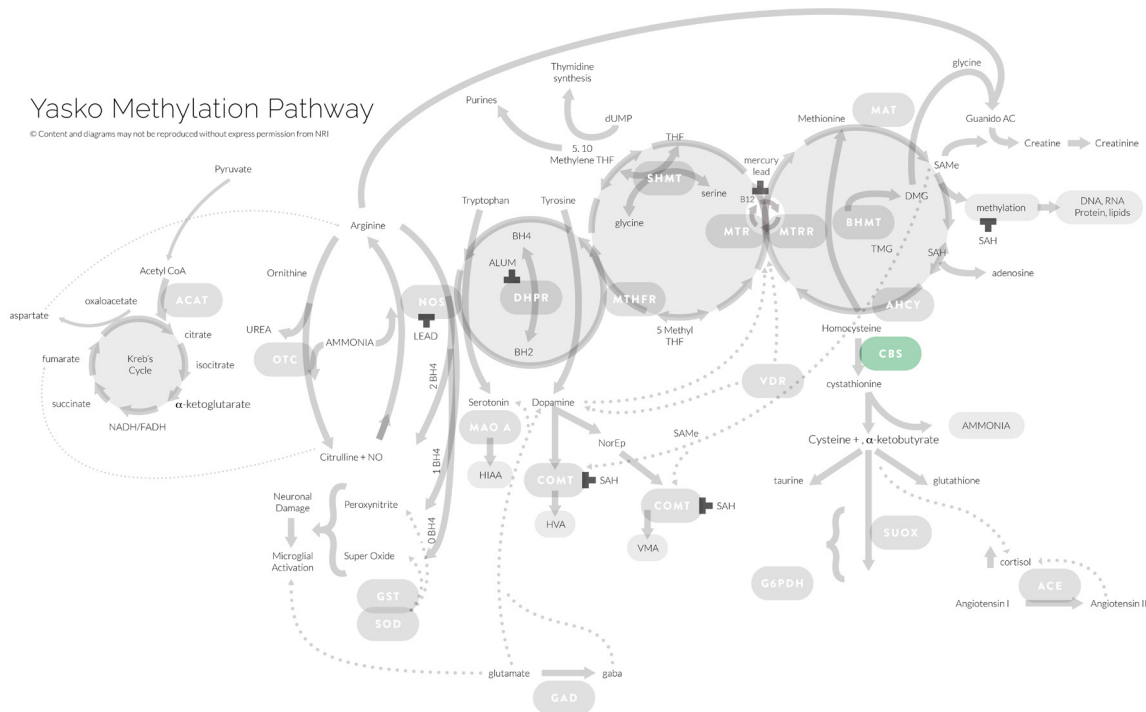 Yasko Methylation Pathway
© Content and diagrams may not be reproduced without express permission from NRI
Thymidine
synthesis
Purines
dUMP
5, 10
Methylene THF
THF
SHMT
serine
glycine
mercury
lead
B12
MTR
MTRR
Methionine
MAT
glycine
Guanido AC
Creatine
Creatinine
SAMe
DMG
BHMT
TMG
methylation
DNA, RNA
Protein, lipids
SAH
SAH
adenosine
AHCY
Homocysteine
Pyruvate
Acetyl CoA
ACAT
oxaloacetate
aspartate
citrate
fumarate
Kreb's
Cycle
isocitrate
succinate
α-ketoglutarate
NADH/FADH
Arginine
Ornithine
UREA
OTC
AMMONIA
NOS
LEAD
Citrulline + NO
2 BH4
1 BH4
0 BH4
Tryptophan
Tyrosine
BH4
ALUM
DHPR
BH2
MTHFR
5 Methyl
THF
Serotonin
MAO A
HIAA
Dopamine
NorEp
COMT
SAH
HVA
SAMe
COMT
SAH
VMA
VDR
CBS
cystathionine
AMMONIA
Cysteine + , α-ketobutyrate
taurine
glutathione
SUOX
G6PDH
cortisol
ACE
Angiotensin I
Angiotensin II
Neuronal
Damage
Peroxynitrite
Microglial
Activation
Super Oxide
GST
SOD
glutamate
gaba
GAD